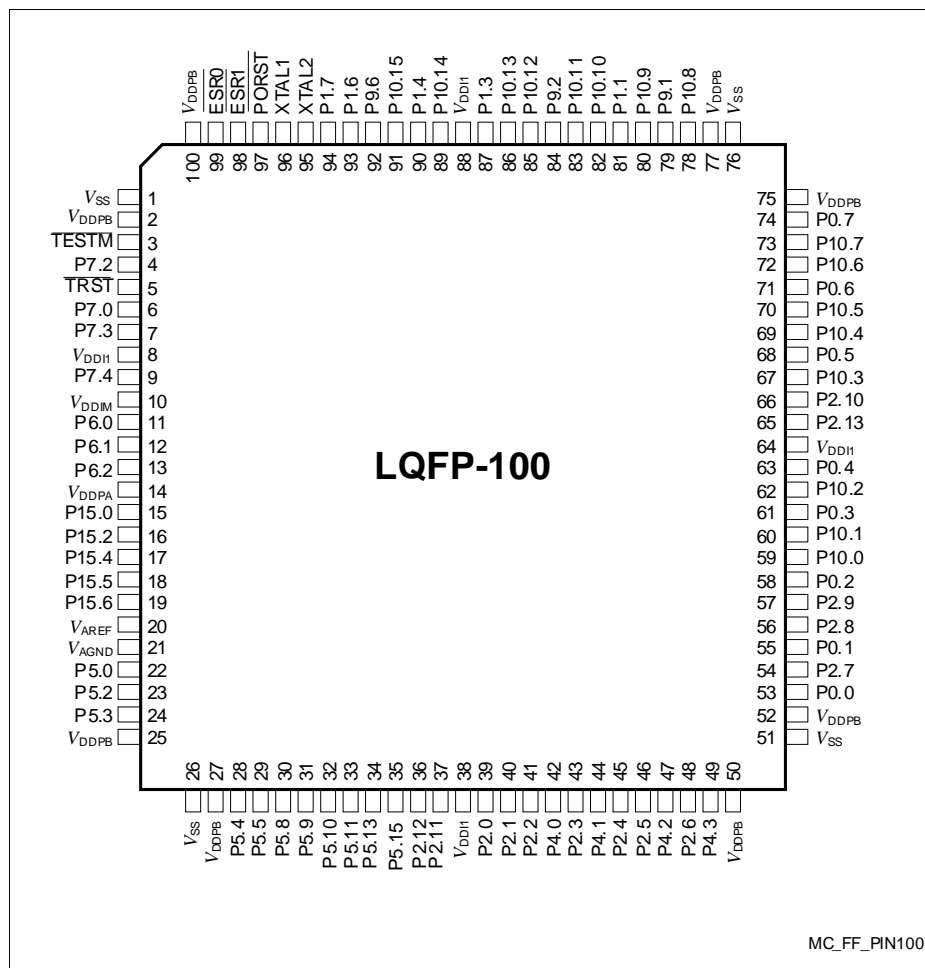 VDDPB
ESR0
ESR1
PORST
XTAL1
XTAL2
P1.7
P1.6
P9.6
P10.15
P1.4
P10.14
VDDI1
P1.3
P10.13
P10.12
P9.2
P10.11
P10.10
P1.1
P10.9
P9.1
P10.8
VDDPB
VSS
100
99
98
97
96
95
94
93
92
91
90
89
88
87
86
85
84
83
82
81
80
79
78
77
76
VSS 1
VDDPB 2
TESTM 3
P7.2 4
TRST 5
P7.0 6
P7.3 7
VDDI1 8
P7.4 9
VDDIM 10
P6.0 11
P6.1 12
P6.2 13
VDDPA 14
P15.0 15
P15.2 16
P15.4 17
P15.5 18
P15.6 19
VAREF 20
VAGND 21
P5.0 22
P5.2 23
P5.3 24
VDDPB 25
LQFP-100
75 VDDPB
74 P0.7
73 P10.7
72 P10.6
71 P0.6
70 P10.5
69 P10.4
68 P0.5
67 P10.3
66 P2.10
65 P2.13
64 VDDI1
63 P0.4
62 P10.2
61 P0.3
60 P10.1
59 P10.0
58 P0.2
57 P2.9
56 P2.8
55 P0.1
54 P2.7
53 P0.0
52 VDDPB
51 VSS
26
27
28
29
30
31
32
33
34
35
36
37
38
39
40
41
42
43
44
45
46
47
48
49
50
VSS
VDDPB
P5.4
P5.5
P5.8
P5.9
P5.10
P5.11
P5.13
P5.15
P2.12
P2.11
VDDI1
P2.0
P2.1
P2.2
P4.0
P2.3
P4.1
P2.4
P2.5
P4.2
P2.6
P4.3
VDDPB
MC_FF_PIN100